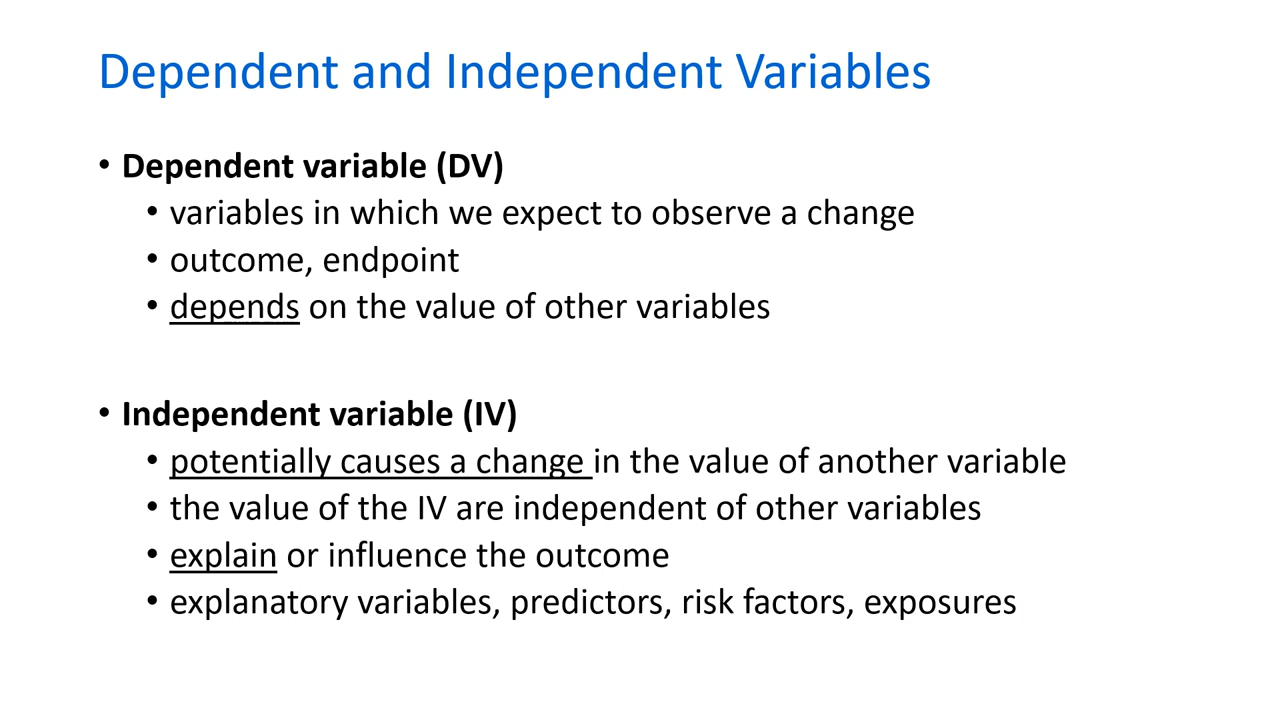 Dependent and Independent Variables
• Dependent variable (DV)
• variables in which we expect to observe a change
• outcome, endpoint
• depends on the value of other variables
• Independent variable (IV)
• potentially causes a change in the value of another variable
• the value of the IV are independent of other variables
• explain or influence the outcome
• explanatory variables, predictors, risk factors, exposures